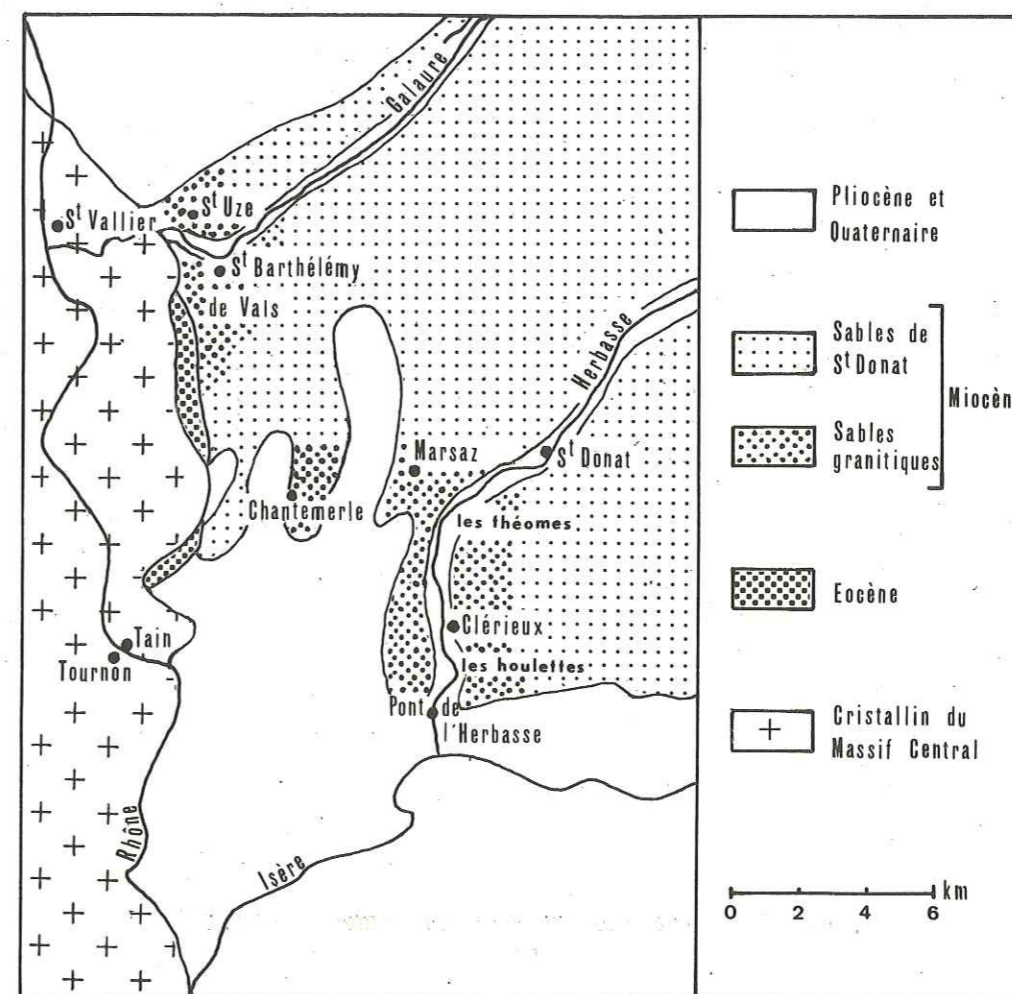 Galaure
St Uze
St Vallier
St Barthélémy
de Vals
Herbasse
Marsaz
St Donat
Chantemerle
les théomes
Clérieux
Tain
Tournon
les houlettes
Pont de
l'Herbasse
Rhône
Isère
Pliocène et
Quaternaire
Sables de
St Donat
Miocèn
Sables
granitiques
Eocène
Cristallin du
Massif Central
km
0 2 4 6